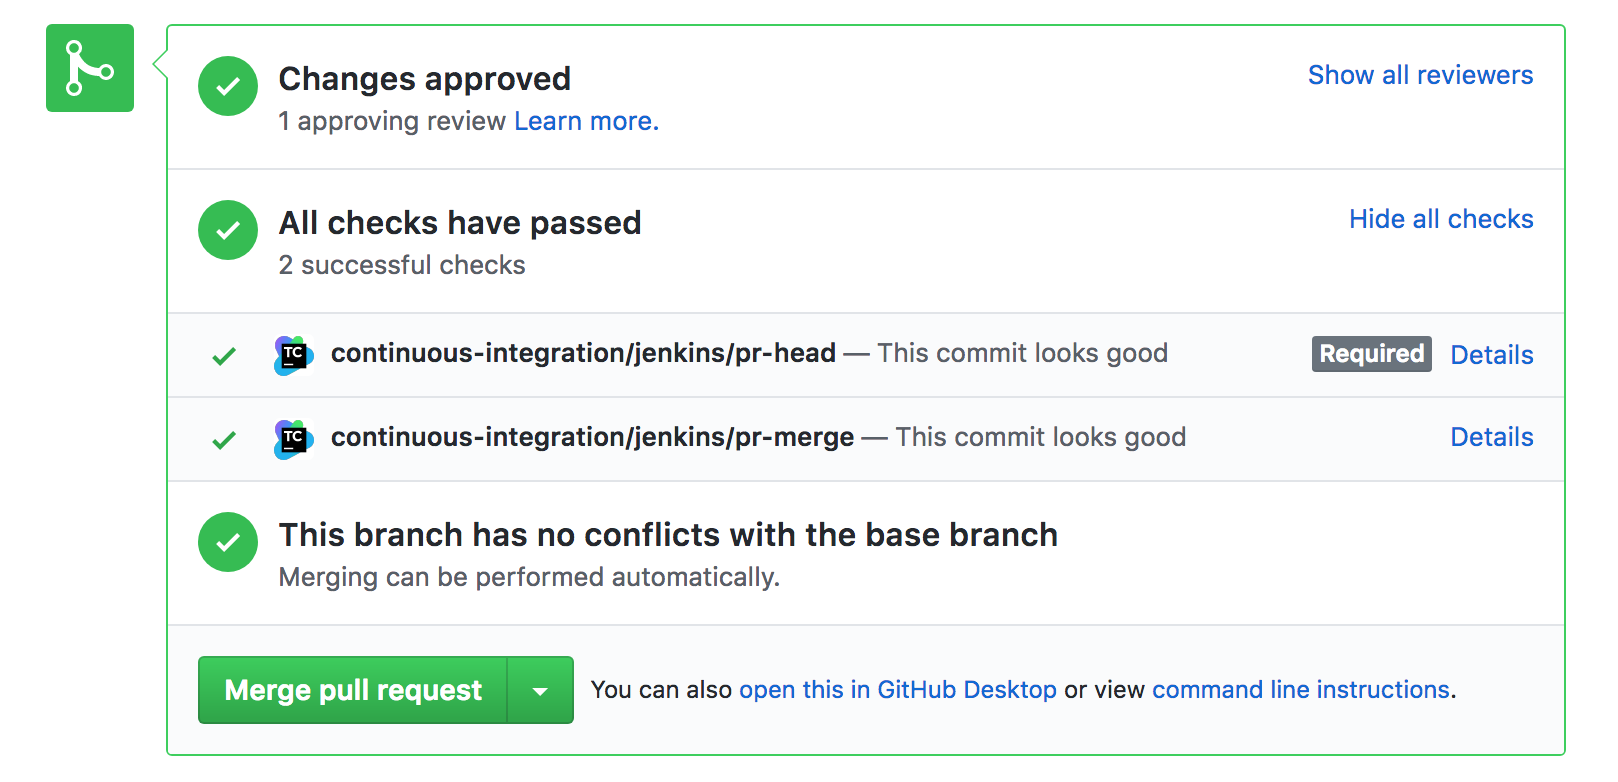 Changes approved
Show all reviewers
1 approving review Learn more.
All checks have passed
Hide all checks
2 successful checks
TC continuous-integration/jenkins/pr-head — This commit looks good Required Details
TC continuous-integration/jenkins/pr-merge — This commit looks good Details
This branch has no conflicts with the base branch
Merging can be performed automatically.
Merge pull request You can also open this in GitHub Desktop or view command line instructions.